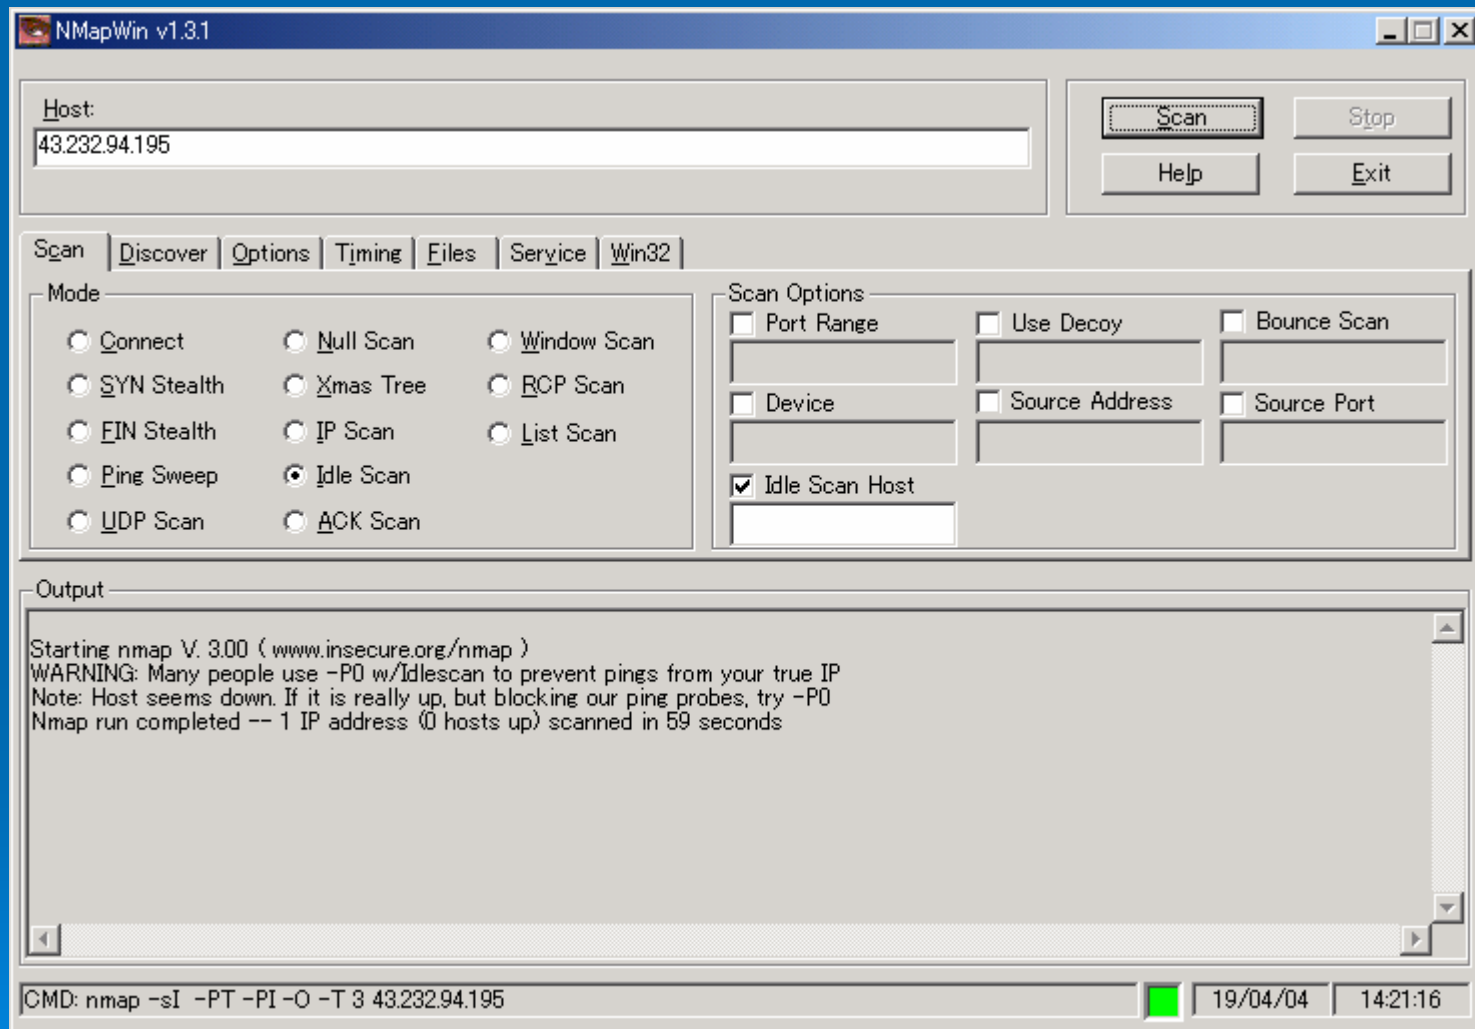 NMapWin v1.3.1
Host:
43.232.94.195
Scan
Stop
Help
Exit
Scan
Discover
Options
Timing
Files
Service
Win32
Mode
Connect
Null Scan
Window Scan
SYN Stealth
Xmas Tree
RCP Scan
FIN Stealth
IP Scan
List Scan
Ping Sweep
Idle Scan
UDP Scan
ACK Scan
Scan Options
Port Range
Use Decoy
Bounce Scan
Device
Source Address
Source Port
Idle Scan Host
Output
Starting nmap V. 3.00 ( www.insecure.org/nmap )
WARNING: Many people use -P0 w/Idlescan to prevent pings from your true IP
Note: Host seems down. If it is really up, but blocking our ping probes, try -P0
Nmap run completed -- 1 IP address (0 hosts up) scanned in 59 seconds
CMD: nmap -sI  -PT -PI -O -T 3 43.232.94.195
19/04/04
14:21:16